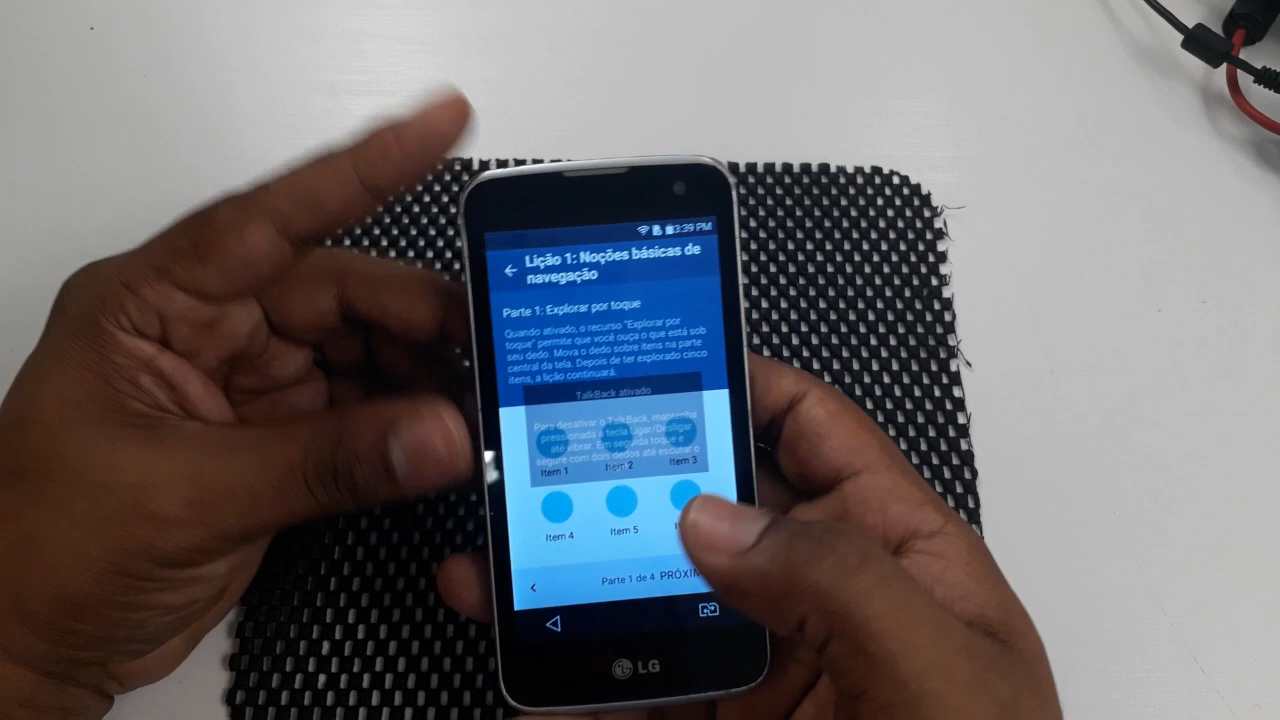 3:39 PM
Lição 1: Noções básicas de
navegação
Parte 1: Explorar por toque
Quando ativado, o recurso "Explorar por
toque" permite que você ouça o que está sob
seu dedo. Mova o dedo sobre itens na parte
central da tela. Depois de ter explorado cinco
itens, a lição continuará.
TalkBack ativado
Para desativar o TalkBack, mantenha
pressionada a tecla Ligar/Desligar
até vibrar. Em seguida toque e
segure com dois dedos até escutar o
Item 1 Item 2 Item 3
Item 4 Item 5
Parte 1 de 4 PRÓXIM
LG